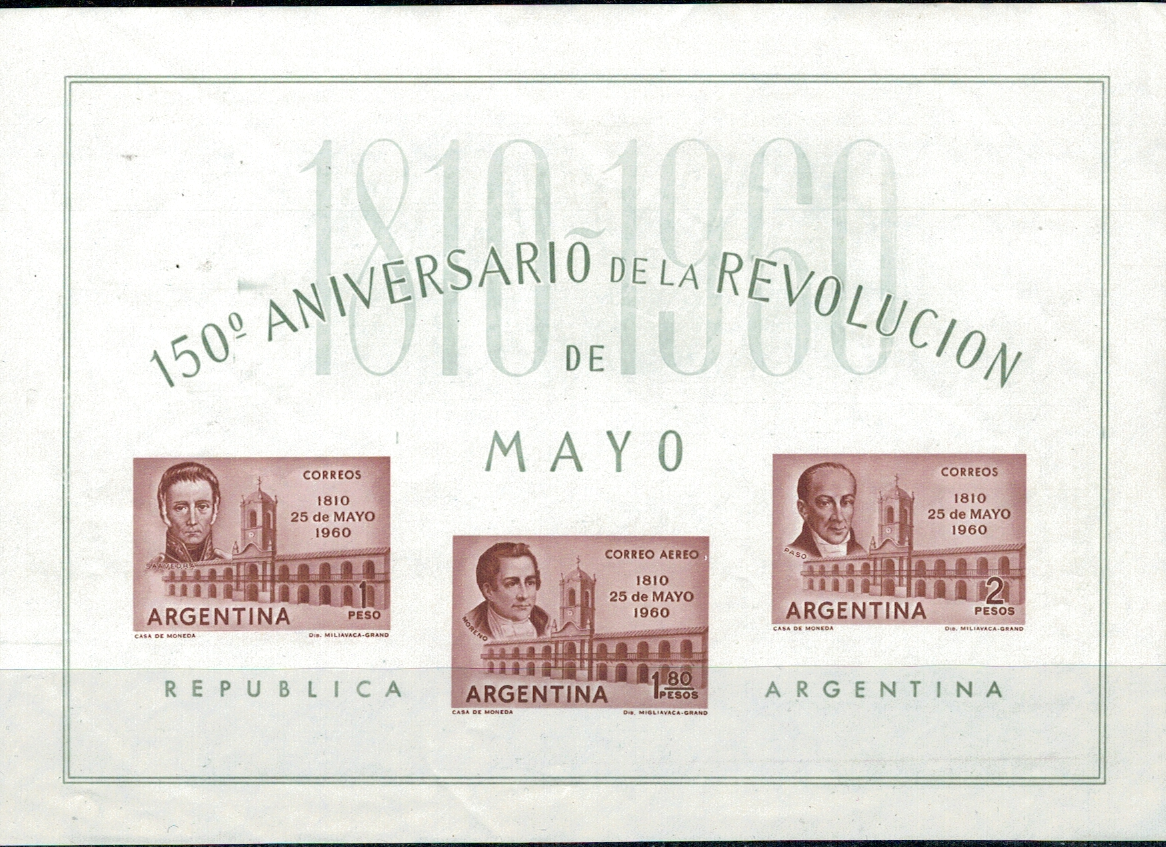 1810-1960
150º ANIVERSARIO DE LA REVOLUCION
DE
MAYO
CORREOS
1810
25 de MAYO
1960
1
PESO
ARGENTINA
CASA DE MONEDA
Dis. MILIAVACA-GRAND
CORREO AEREO
1810
25 de MAYO
1960
MORENO
1 80
PESOS
ARGENTINA
CASA DE MONEDA
Dis. MIGLIAVACA-GRAND
CORREOS
1810
25 de MAYO
1960
PASO
2
PESOS
ARGENTINA
CASA DE MONEDA
Dis. MILIAVACA-GRAND
REPUBLICA ARGENTINA